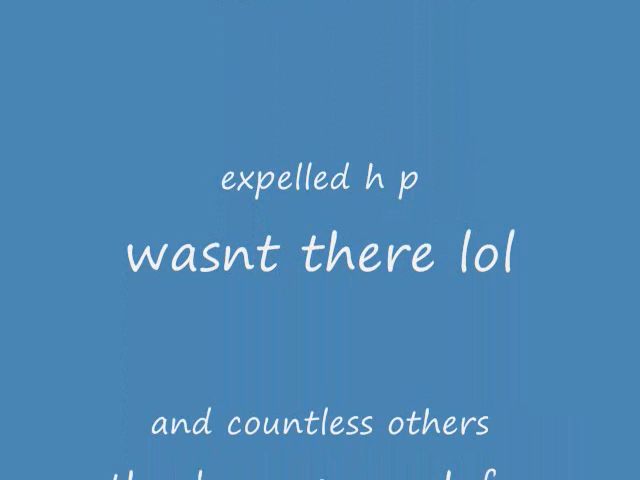 expelled h p
wasnt there lol
and countless others